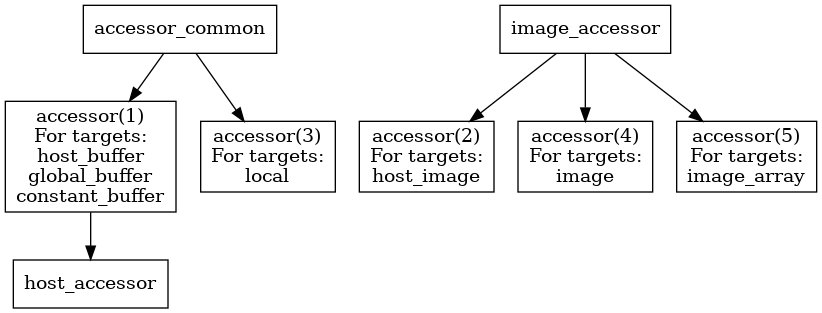 accessor_common
image_accessor
accessor(1)
For targets:
host_buffer
global_buffer
constant_buffer
accessor(3)
For targets:
local
accessor(2)
For targets:
host_image
accessor(4)
For targets:
image
accessor(5)
For targets:
image_array
host_accessor